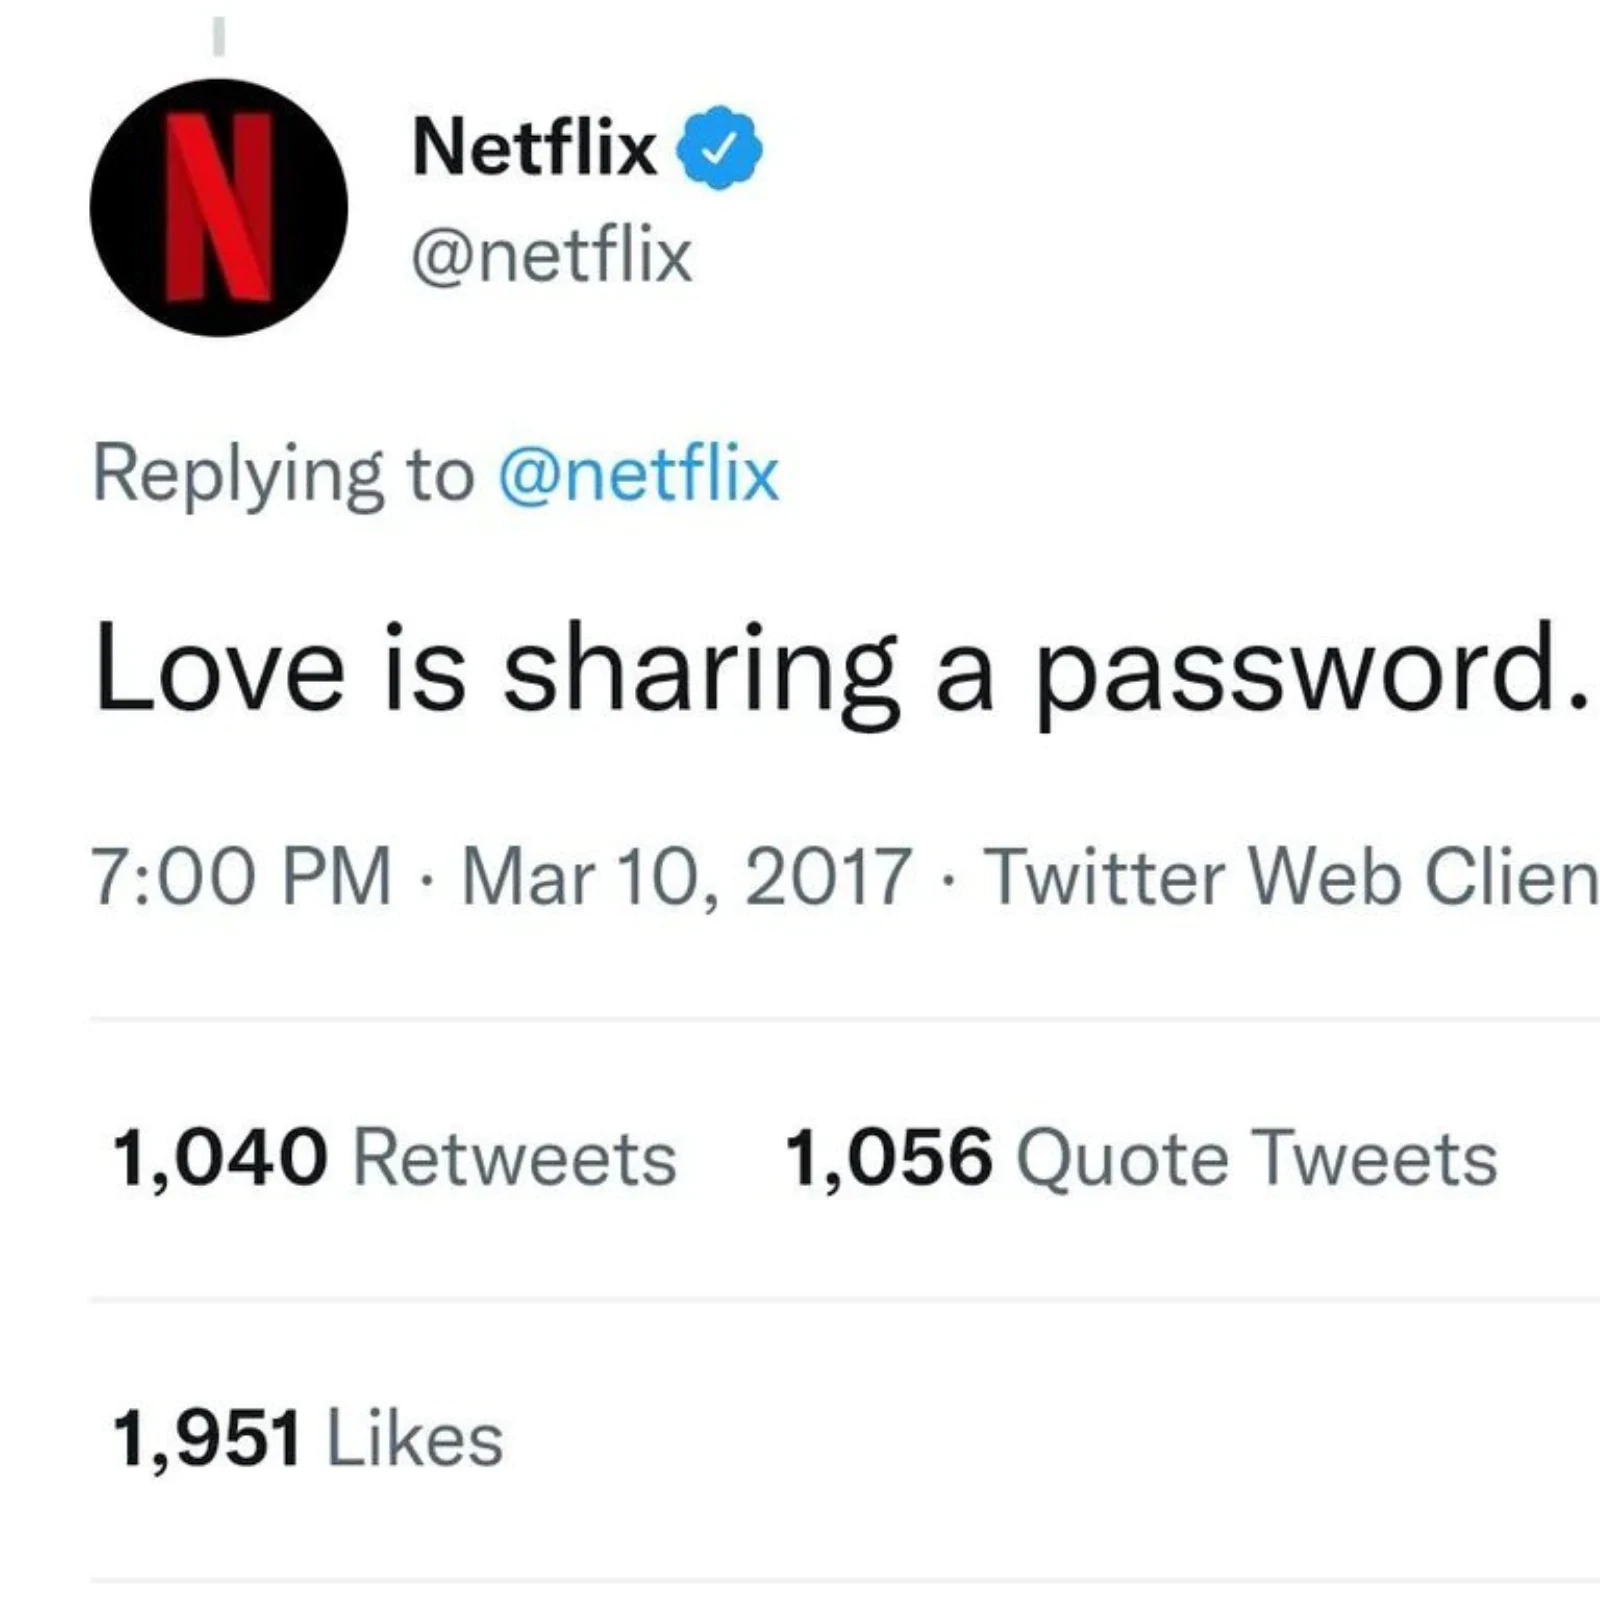 Netflix
@netflix
Replying to @netflix
Love is sharing a password.
7:00 PM · Mar 10, 2017 · Twitter Web Clien
1,040 Retweets 1,056 Quote Tweets
1,951 Likes